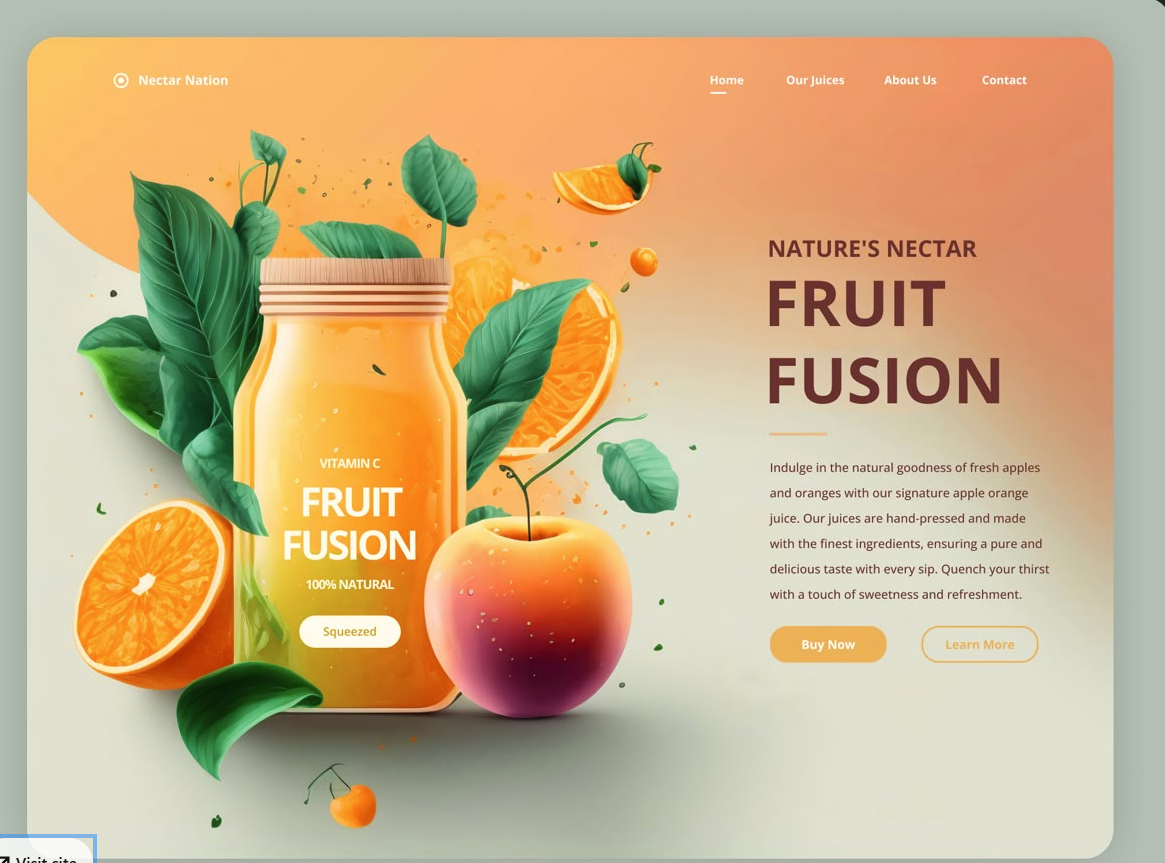 Nectar Nation
Home Our Juices About Us Contact
NATURE'S NECTAR
FRUIT
FUSION
Indulge in the natural goodness of fresh apples
and oranges with our signature apple orange
juice. Our juices are hand-pressed and made
with the finest ingredients, ensuring a pure and
delicious taste with every sip. Quench your thirst
with a touch of sweetness and refreshment.
Buy Now Learn More
VITAMIN C
FRUIT
FUSION
100% NATURAL
Squeezed
Visit site